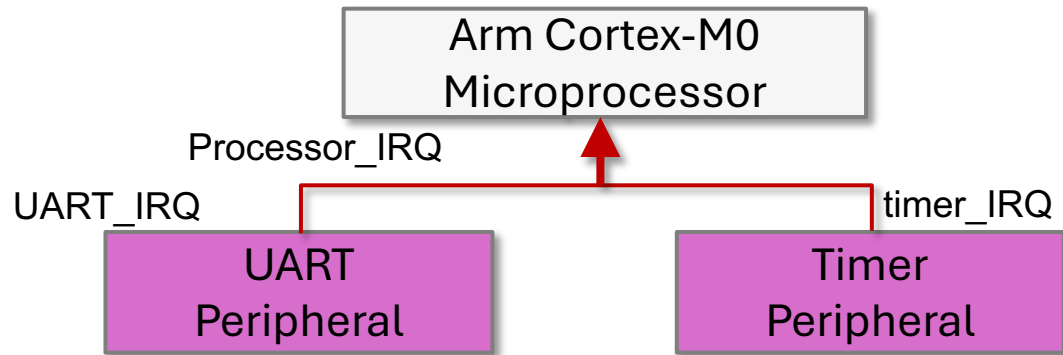 Arm Cortex-M0
Microprocessor
Processor_IRQ
UART_IRQ
timer_IRQ
UART
Peripheral
Timer
Peripheral